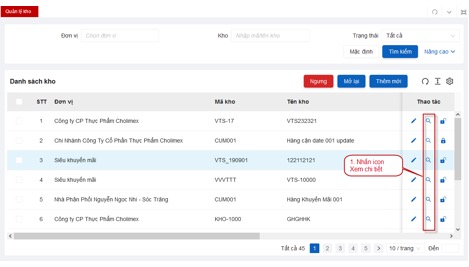 Quản lý kho
Đơn vị Chọn đơn vị Kho Nhập mã/tên kho Trạng thái Tất cả
Mặc định Tìm kiếm Nâng cao
Danh sách kho Ngưng Mở lại Thêm mới
STT Đơn vị Mã kho Tên kho Thao tác
1 Công ty CP Thực Phẩm Cholimex VTS-17 VTS232321
2 Chi Nhánh Công Ty Cổ Phần Thực Phẩm Cholimex CUM001 Hàng cận date 001 update
3 Siêu khuyến mãi VTS_190901 122112121
1. Nhấn icon
Xem chi tiết
4 Siêu khuyến mãi VVVTTT VTS-10000
5 Nhà Phân Phối Nguyễn Ngọc Nhi - Sóc Trăng CUM001 Hàng Khuyến Mãi 001
6 Công ty CP Thực Phẩm Cholimex KHO-1000 GHGHHK
Tất cả 45 1 2 3 4 5 10 / trang Đến